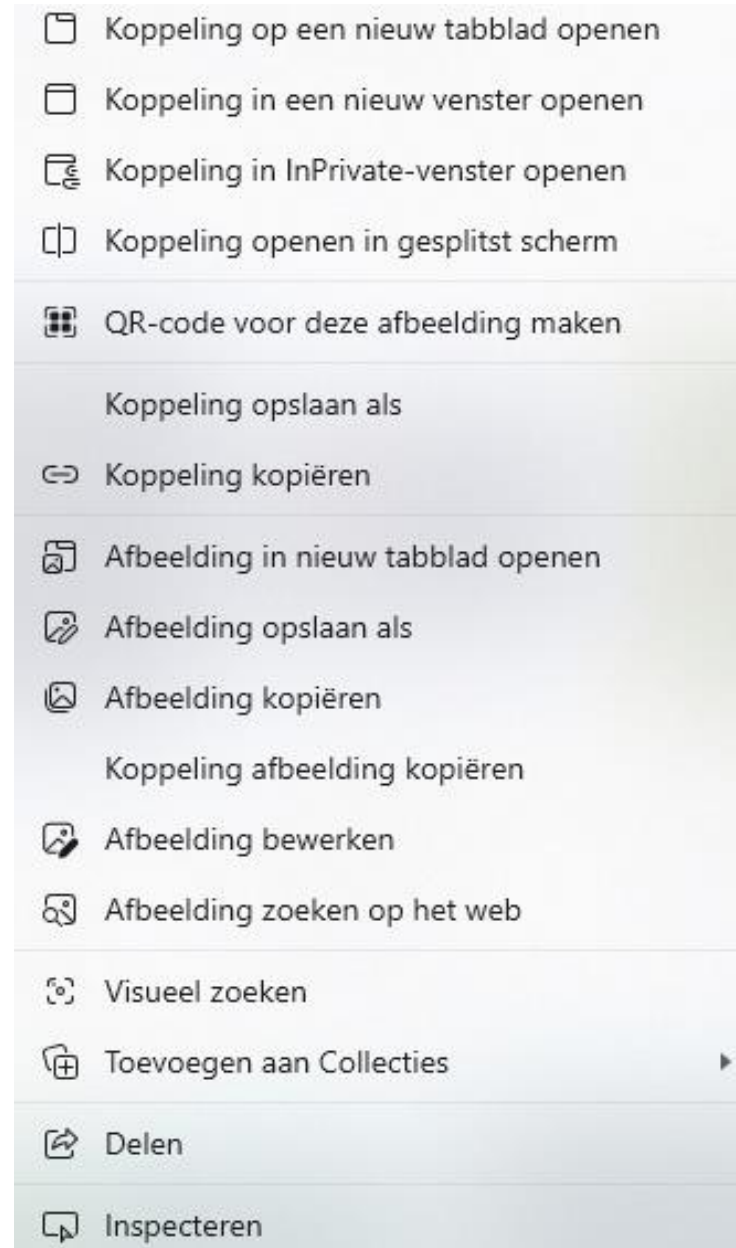 Koppeling op een nieuw tabblad openen
Koppeling in een nieuw venster openen
Koppeling in InPrivate-venster openen
Koppeling openen in gesplitst scherm
QR-code voor deze afbeelding maken
Koppeling opslaan als
Koppeling kopiëren
Afbeelding in nieuw tabblad openen
Afbeelding opslaan als
Afbeelding kopiëren
Koppeling afbeelding kopiëren
Afbeelding bewerken
Afbeelding zoeken op het web
Visueel zoeken
Toevoegen aan Collecties
Delen
Inspecteren